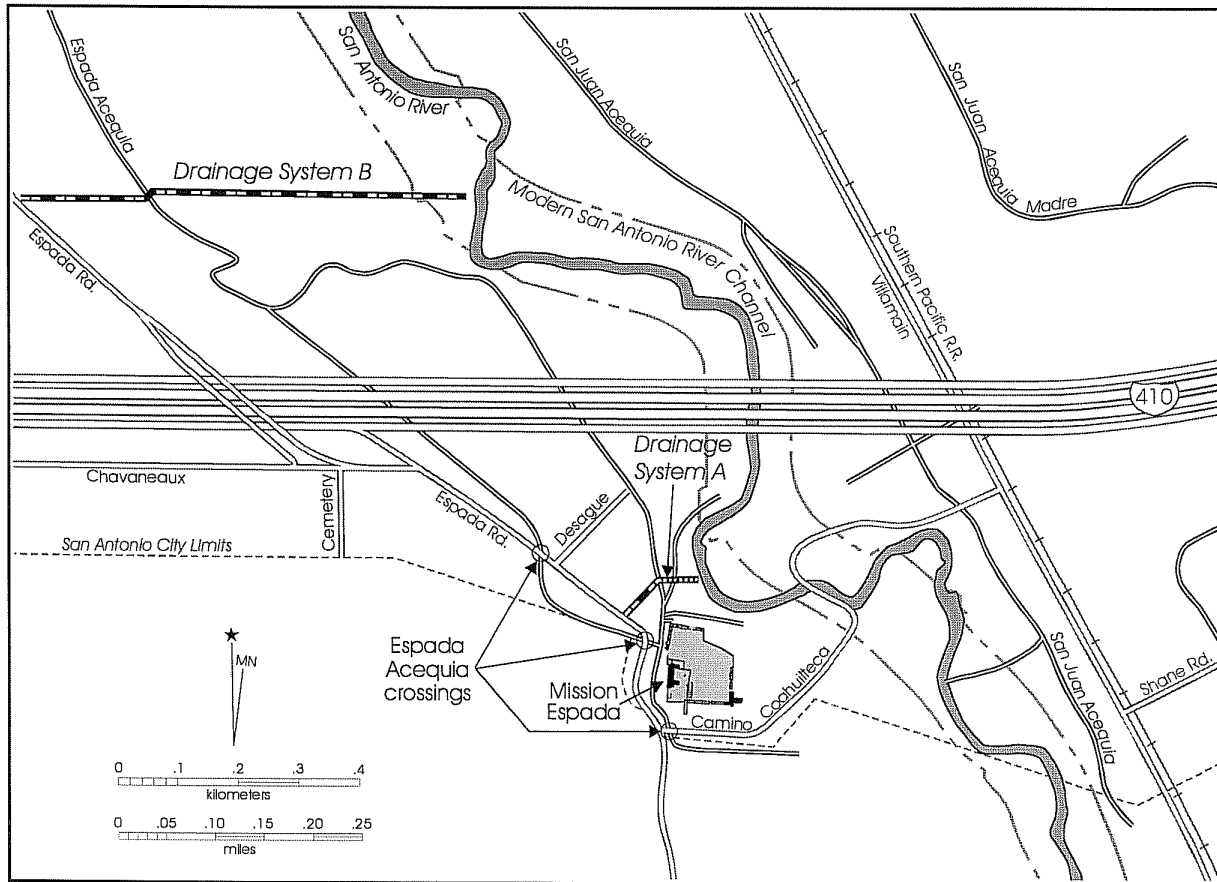 Espada Acequia
San Antonio River
San Juan Acequia
San Juan Acequia Madre
Drainage System B
Modern San Antonio River Channel
Espada Rd.
Southern Pacific R.R.
Villamain
410
Drainage
System A
Chavaneaux
Cemetery
Espada Rd.
Desague
San Antonio City Limits
MN
Espada
Acequia
crossings
Mission
Espada
Camino Coahuilteca
San Juan Acequia
Shane Rd.
0 .1 .2 .3 .4
kilometers
0 .05 .10 .15 .20 .25
miles